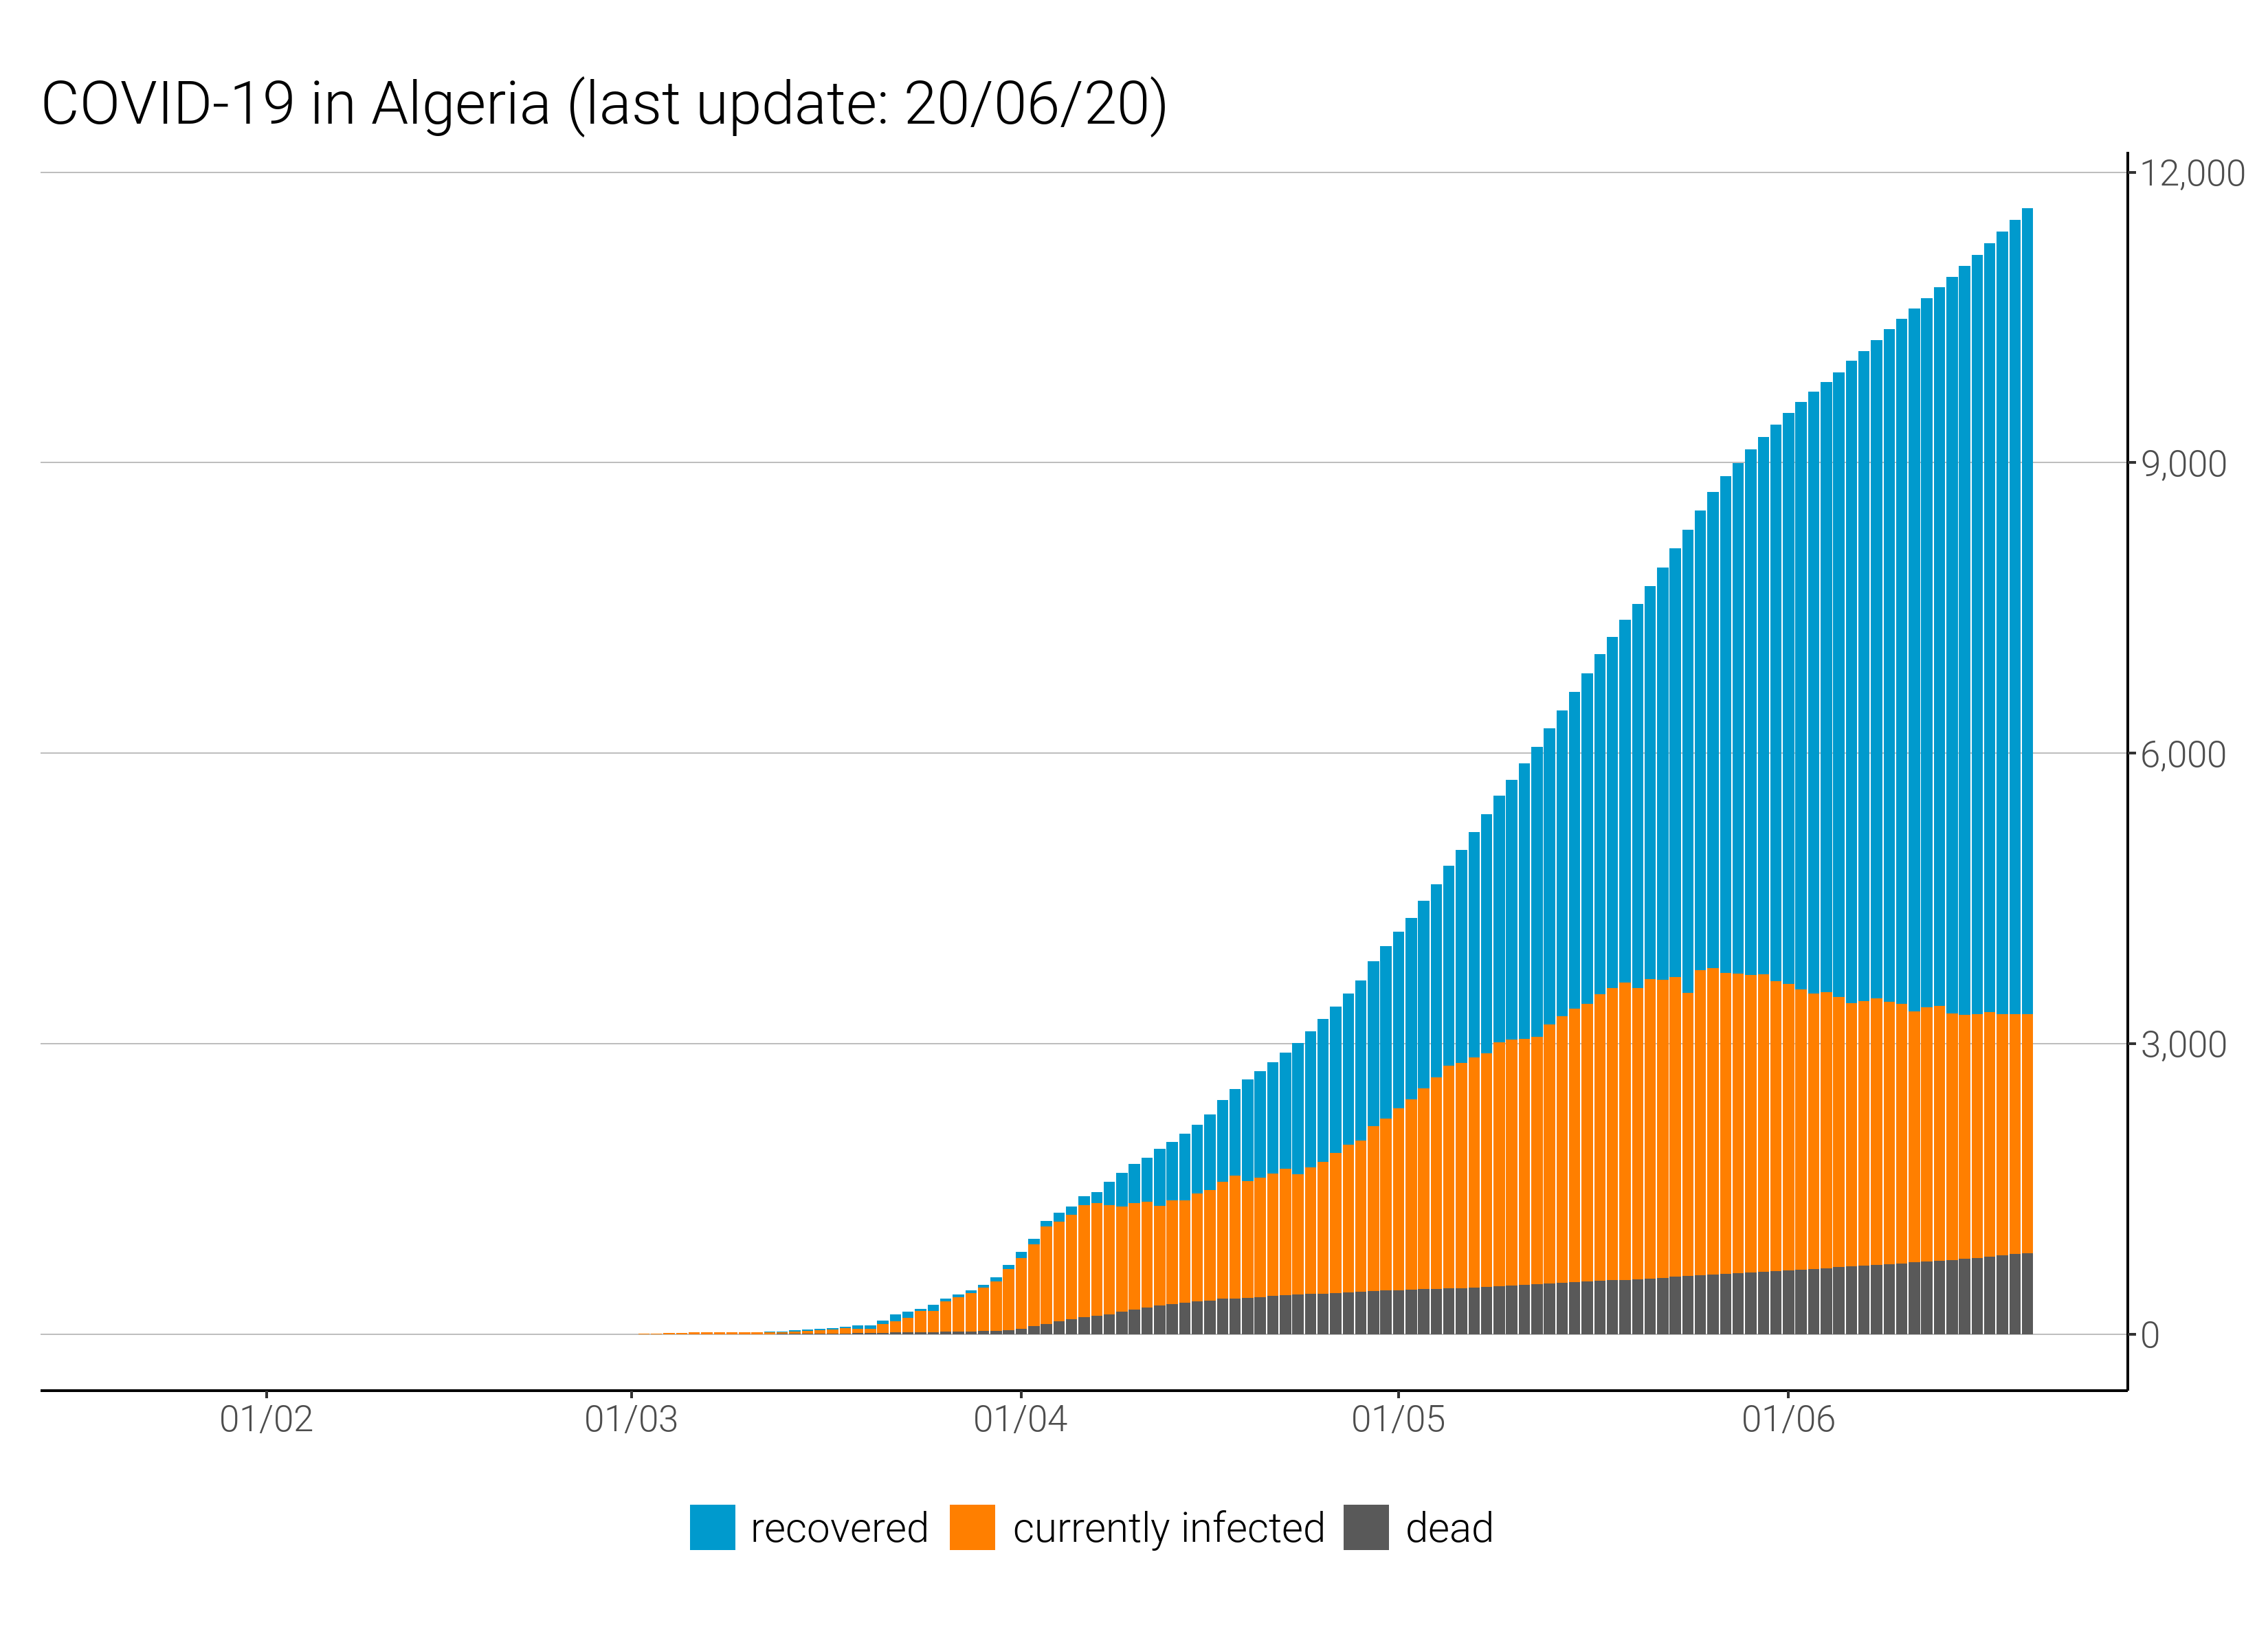 COVID-19 in Algeria (last update: 20/06/20)
12,000
9,000
6,000
3,000
0
01/02 01/03 01/04 01/05 01/06
recovered currently infected dead